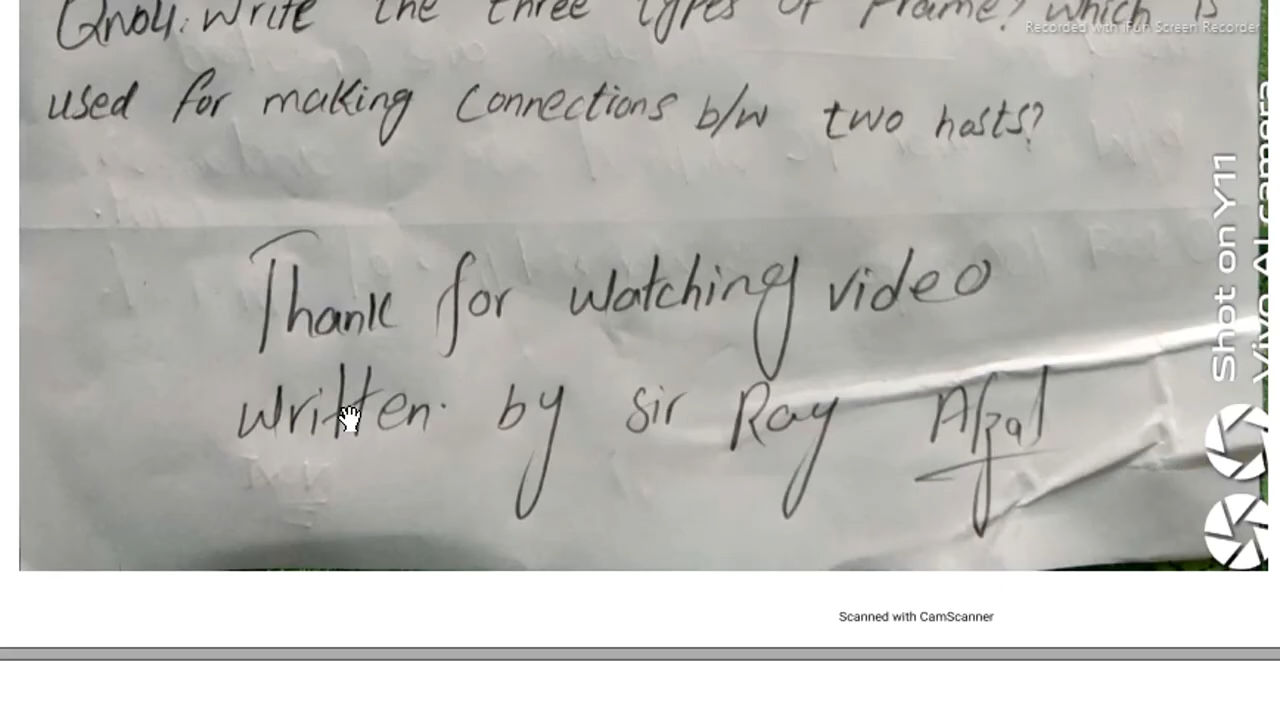 Qno4. Write the three types of Frame? which is
Recorded with iFun Screen Recorder
used for making connections b/w two hosts?
Thank for watching video
written. by sir Ray Afzal
Shot on Y11
Vivo AI camera
Scanned with CamScanner